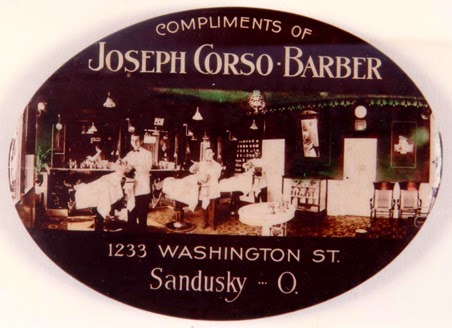 COMPLIMENTS OF
JOSEPH CORSO · BARBER
1233 WASHINGTON ST.
Sandusky --- O.